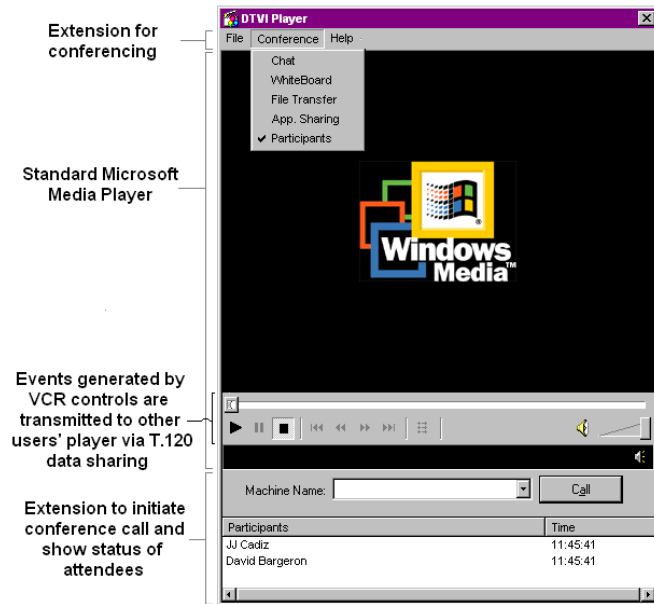 DTVI Player
File Conference Help
Chat
WhiteBoard
File Transfer
App. Sharing
Participants
Windows
Media™
Machine Name:
Call
Participants Time
JJ Cadiz 11:45:41
David Bargeron 11:45:41
Extension for
conferencing
Standard Microsoft
Media Player
Events generated by
VCR controls are
transmitted to other
users' player via T.120
data sharing
Extension to initiate
conference call and
show status of
attendees